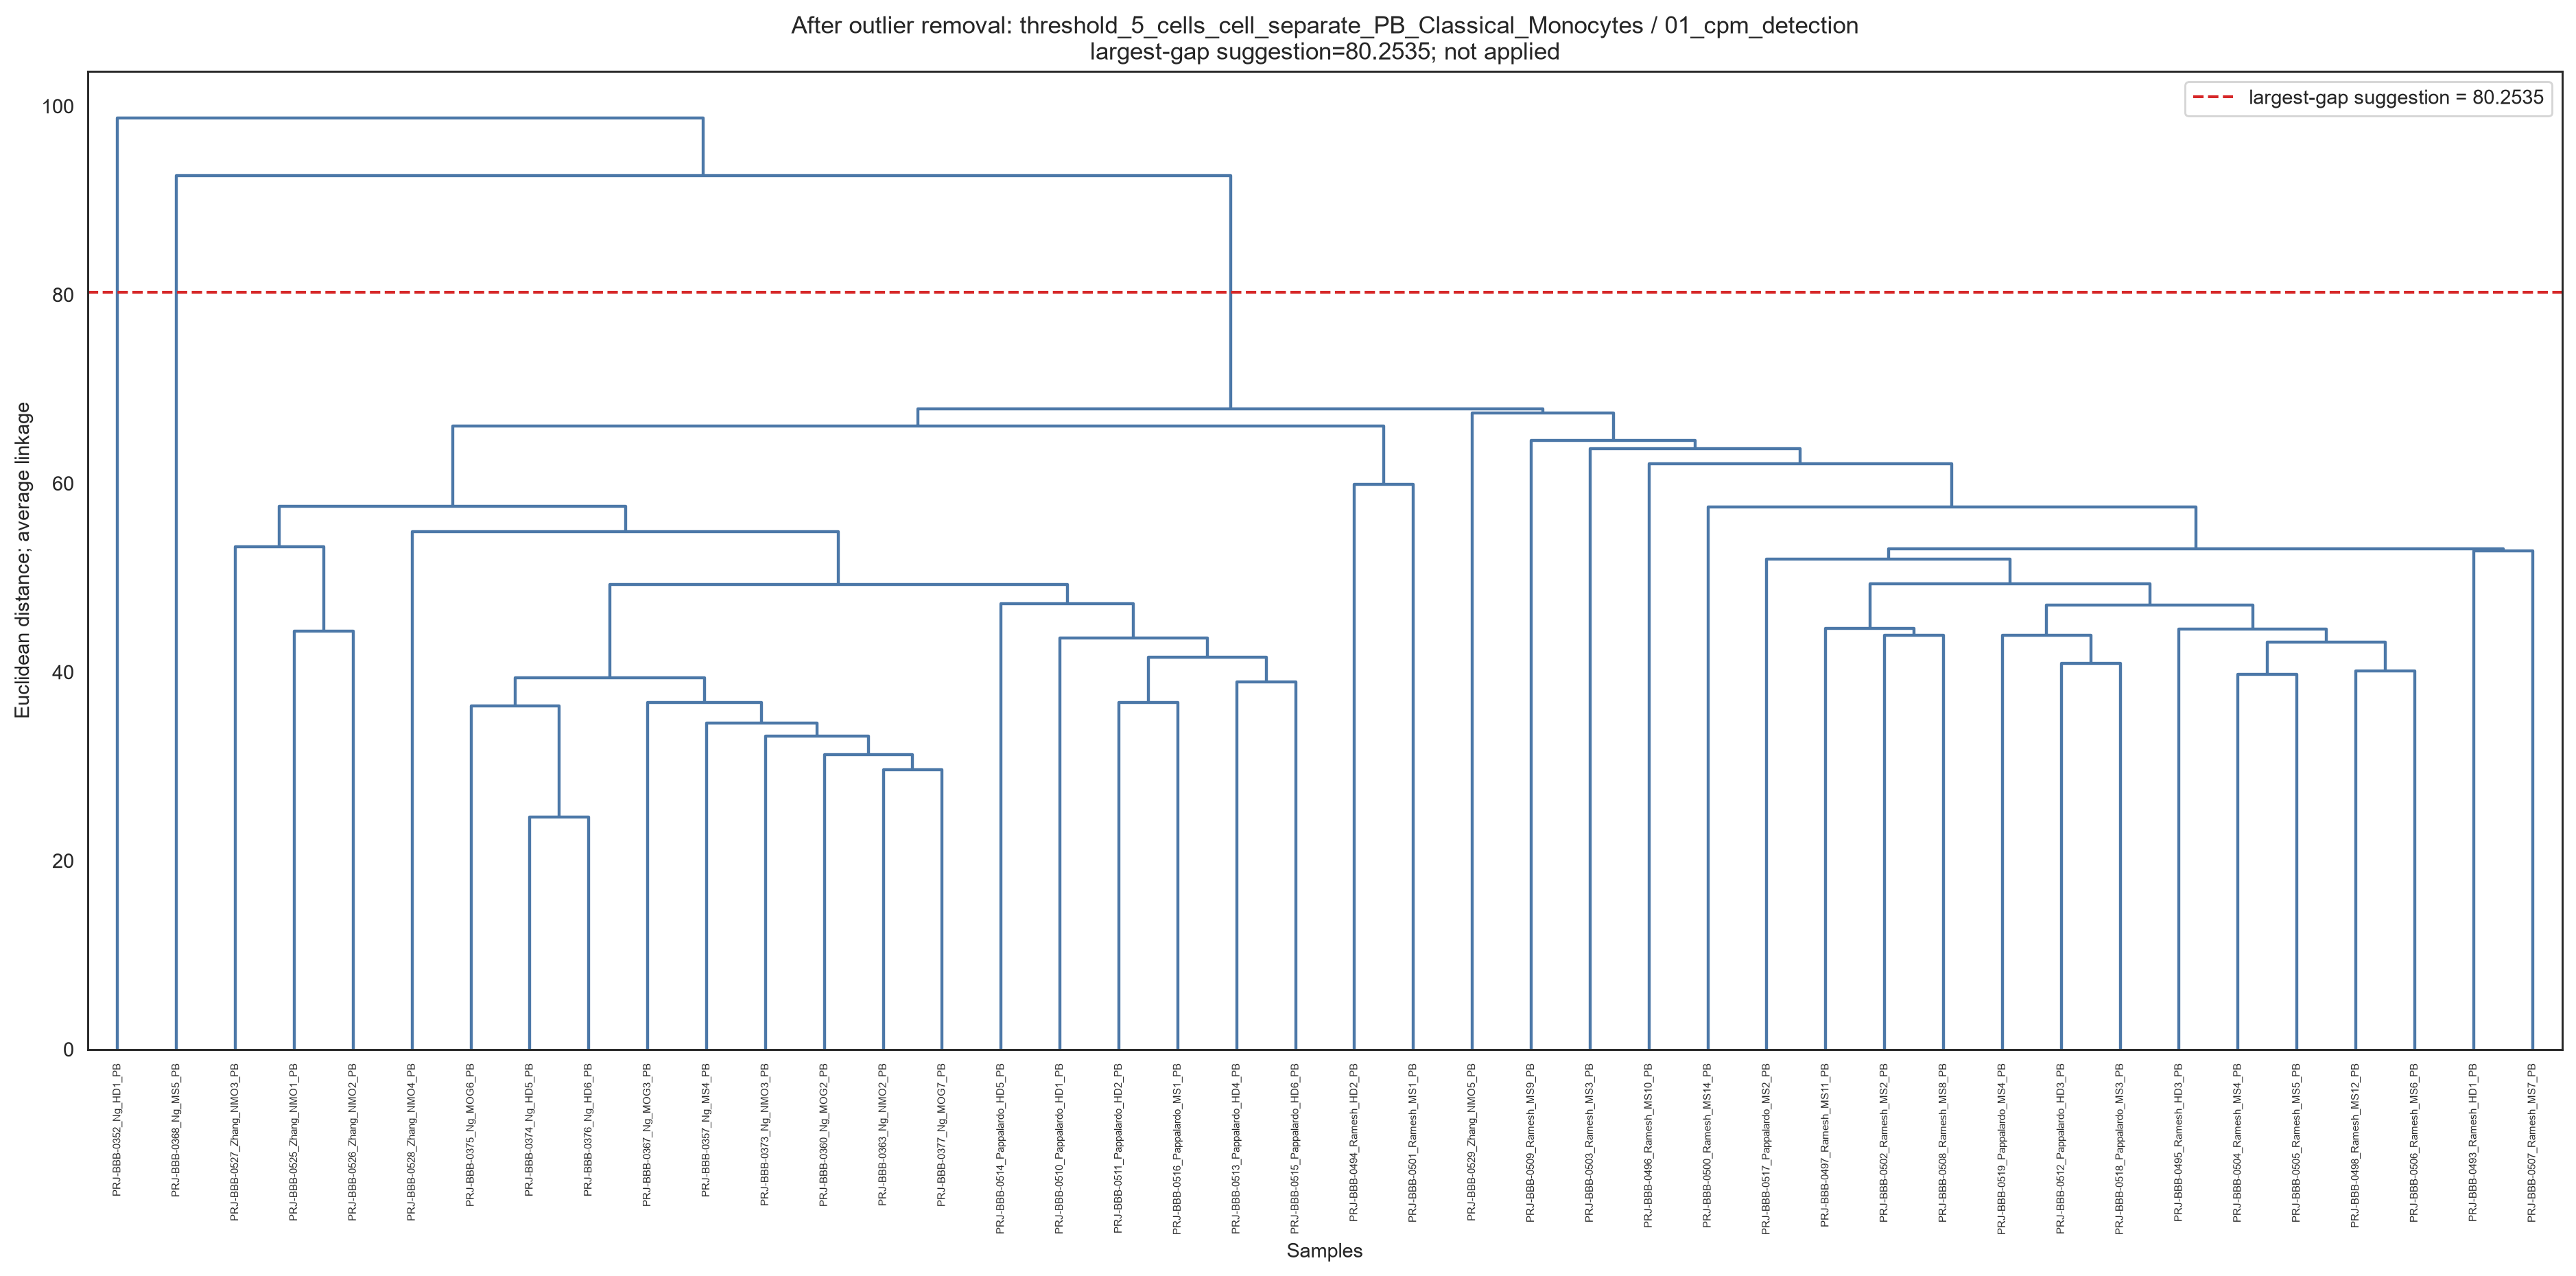 After outlier removal: threshold_5_cells_cell_separate_PB_Classical_Monocytes / 01_cpm_detection
largest-gap suggestion=80.2535; not applied
largest-gap suggestion = 80.2535
Euclidean distance; average linkage
100
80
60
40
20
0
PRJ-BBB-0352_Ng_HD1_PB
PRJ-BBB-0368_Ng_MS5_PB
PRJ-BBB-0527_Zhang_NMO3_PB
PRJ-BBB-0525_Zhang_NMO1_PB
PRJ-BBB-0526_Zhang_NMO2_PB
PRJ-BBB-0528_Zhang_NMO4_PB
PRJ-BBB-0375_Ng_MOG6_PB
PRJ-BBB-0374_Ng_HD5_PB
PRJ-BBB-0376_Ng_HD6_PB
PRJ-BBB-0367_Ng_MOG3_PB
PRJ-BBB-0357_Ng_MS4_PB
PRJ-BBB-0373_Ng_NMO3_PB
PRJ-BBB-0360_Ng_MOG2_PB
PRJ-BBB-0363_Ng_NMO2_PB
PRJ-BBB-0377_Ng_MOG7_PB
PRJ-BBB-0514_Pappalardo_HD5_PB
PRJ-BBB-0510_Pappalardo_HD1_PB
PRJ-BBB-0511_Pappalardo_HD2_PB
PRJ-BBB-0516_Pappalardo_MS1_PB
PRJ-BBB-0513_Pappalardo_HD4_PB
PRJ-BBB-0515_Pappalardo_HD6_PB
PRJ-BBB-0494_Ramesh_HD2_PB
PRJ-BBB-0501_Ramesh_MS1_PB
PRJ-BBB-0529_Zhang_NMO5_PB
PRJ-BBB-0509_Ramesh_MS9_PB
PRJ-BBB-0503_Ramesh_MS3_PB
PRJ-BBB-0496_Ramesh_MS10_PB
PRJ-BBB-0500_Ramesh_MS14_PB
PRJ-BBB-0517_Pappalardo_MS2_PB
PRJ-BBB-0497_Ramesh_MS11_PB
PRJ-BBB-0502_Ramesh_MS2_PB
PRJ-BBB-0508_Ramesh_MS8_PB
PRJ-BBB-0519_Pappalardo_MS4_PB
PRJ-BBB-0512_Pappalardo_HD3_PB
PRJ-BBB-0518_Pappalardo_MS3_PB
PRJ-BBB-0495_Ramesh_HD3_PB
PRJ-BBB-0504_Ramesh_MS4_PB
PRJ-BBB-0505_Ramesh_MS5_PB
PRJ-BBB-0498_Ramesh_MS12_PB
PRJ-BBB-0506_Ramesh_MS6_PB
PRJ-BBB-0493_Ramesh_HD1_PB
PRJ-BBB-0507_Ramesh_MS7_PB
Samples